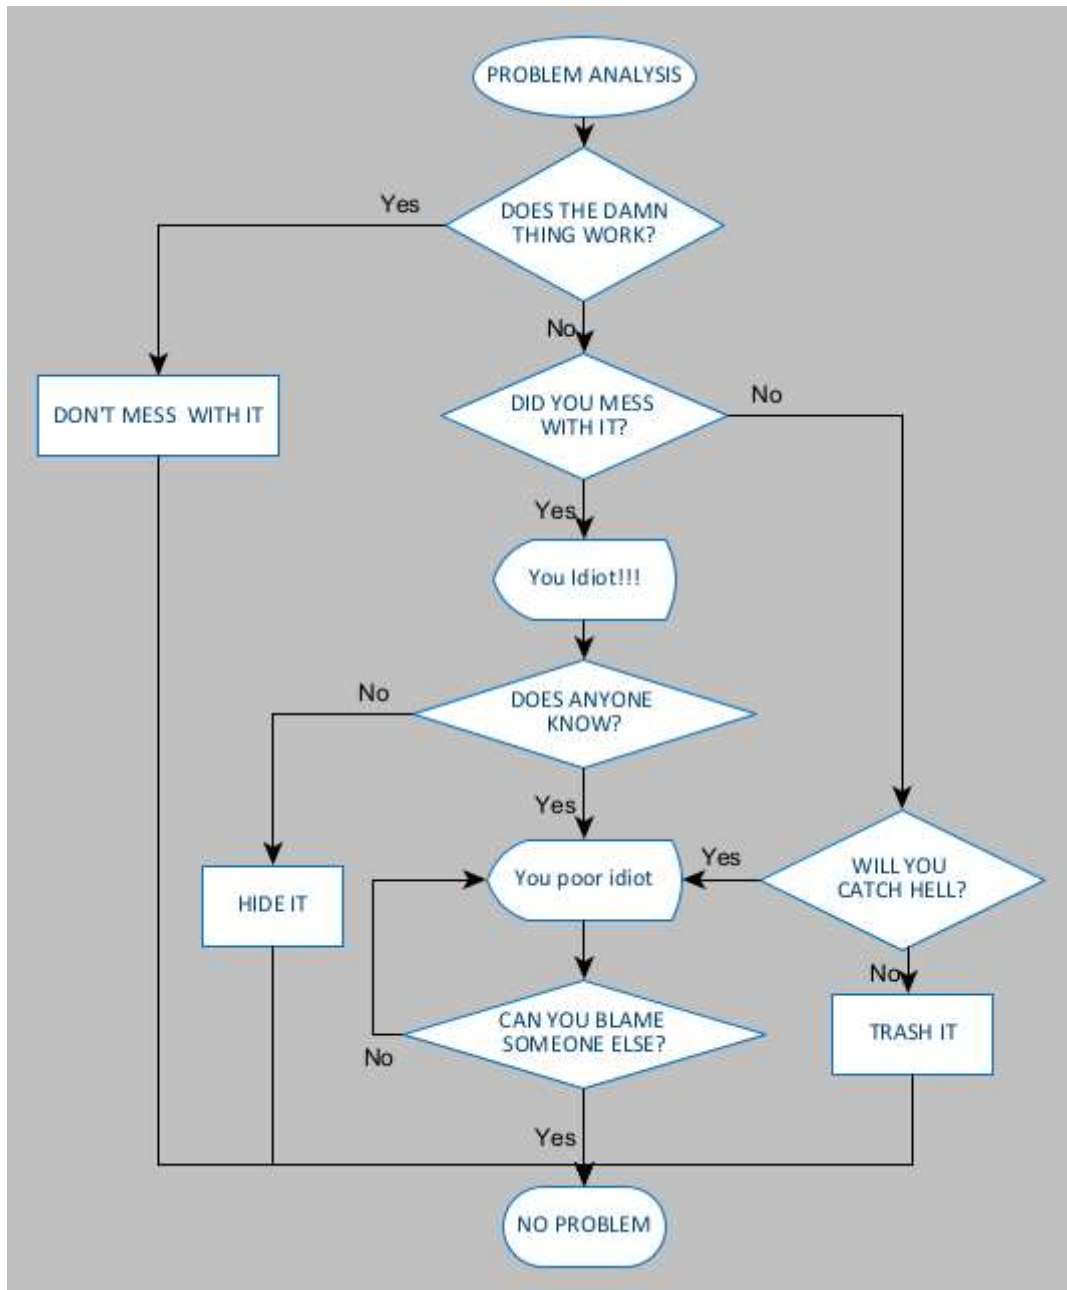 PROBLEM ANALYSIS
Yes
DOES THE DAMN
THING WORK?
No
DON'T MESS  WITH IT
DID YOU MESS
WITH IT?
No
Yes
You Idiot!!!
No
DOES ANYONE
KNOW?
Yes
HIDE IT
You poor idiot
Yes
WILL YOU
CATCH HELL?
No
CAN YOU BLAME
SOMEONE ELSE?
No
TRASH IT
Yes
NO PROBLEM